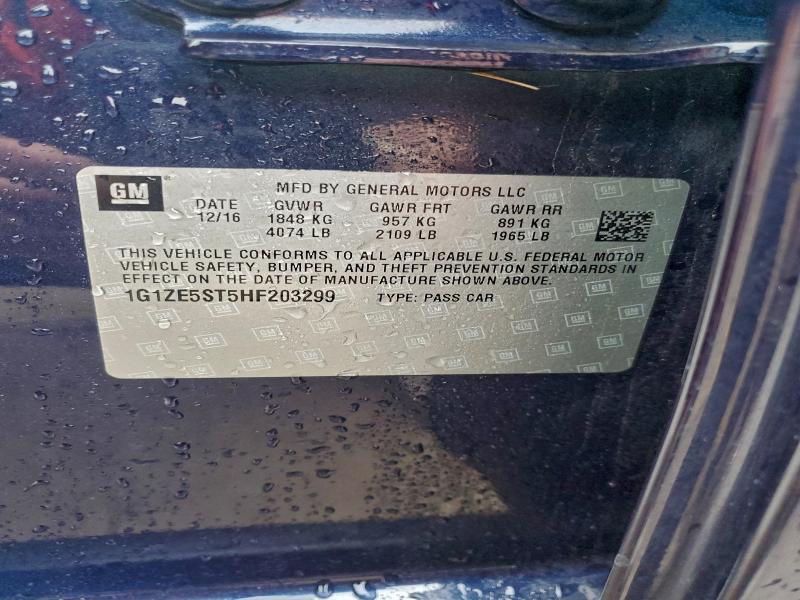 GM
MFD BY GENERAL MOTORS LLC
DATE GVWR GAWR FRT GAWR RR
12/16 1848 KG 957 KG 891 KG
4074 LB 2109 LB 1965 LB
THIS VEHICLE CONFORMS TO ALL APPLICABLE U.S. FEDERAL MOTOR
VEHICLE SAFETY, BUMPER, AND THEFT PREVENTION STANDARDS IN
EFFECT ON THE DATE OF MANUFACTURE SHOWN ABOVE.
1G1ZE5ST5HF203299 TYPE: PASS CAR